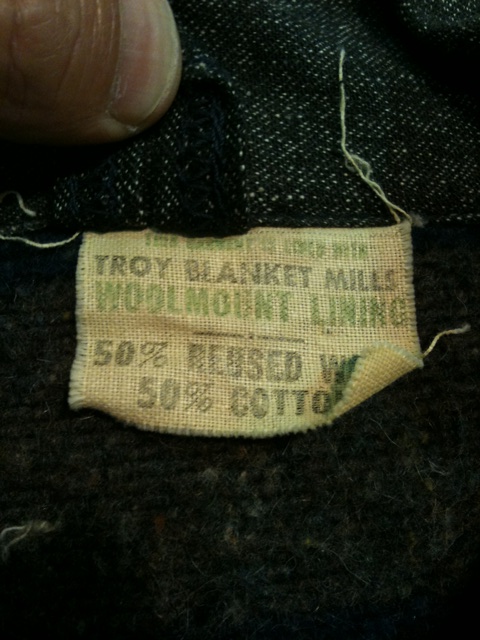 TROY BLANKET MILLS
WOOLMOUNT LINING
50% REUSED W
50% COTTO